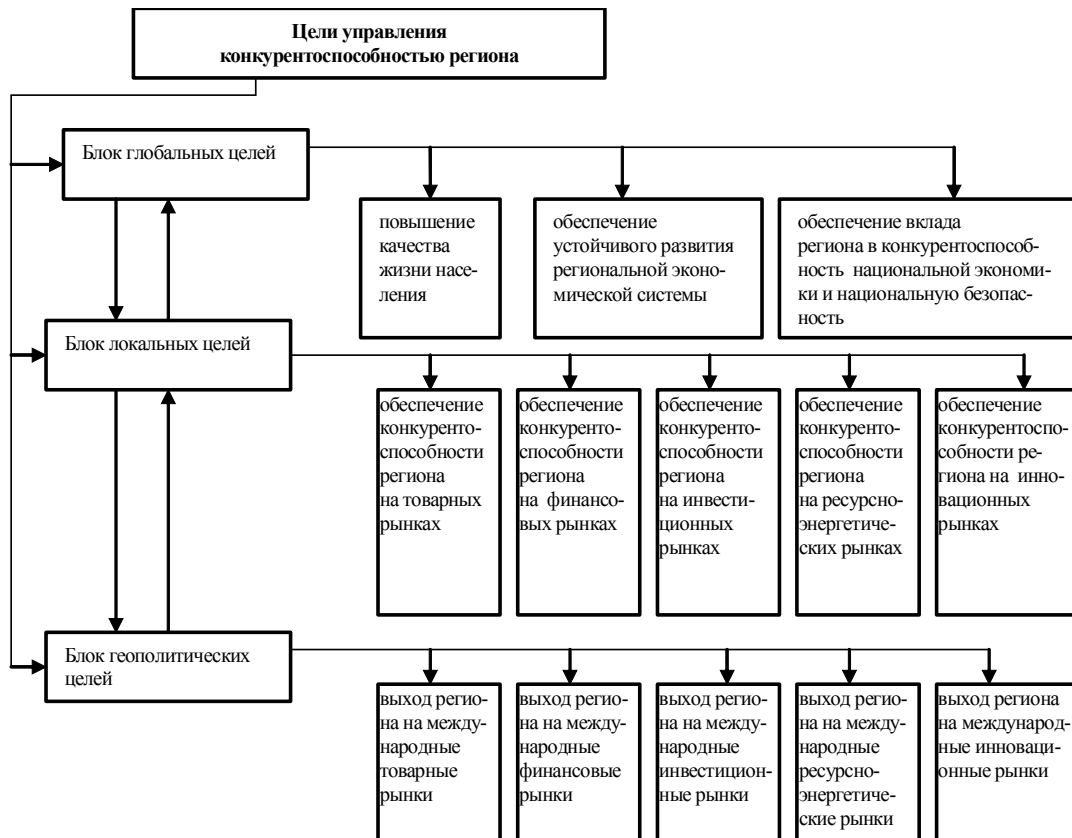 Цели управления
конкурентоспособностью региона
Блок глобальных целей
повышение
качества
жизни насе-
ления
обеспечение
устойчивого развития
региональной эконо-
мической системы
обеспечение вклада
региона в конкурентоспособ-
ность национальной экономи-
ки и национальную безопас-
ность
Блок локальных целей
обеспечение
конкуренто-
способности
региона
на товарных
рынках
обеспечение
конкуренто-
способности
региона
на финансо-
вых рынках
обеспечение
конкуренто-
способности
региона
на инвести-
ционных
рынках
обеспечение
конкуренто-
способности
региона
на ресурсно-
энергетиче-
ских рынках
обеспечение
конкурентоспо-
собности ре-
гиона на инно-
вационных
рынках
Блок геополитических
целей
выход регио-
на на между-
народные
товарные
рынки
выход регио-
на на между-
народные
финансовые
рынки
выход регио-
на на между-
народные
инвестицион-
ные рынки
выход регио-
на на между-
народные
ресурсно-
энергетиче-
ские рынки
выход региона
на международ-
ные инноваци-
онные рынки